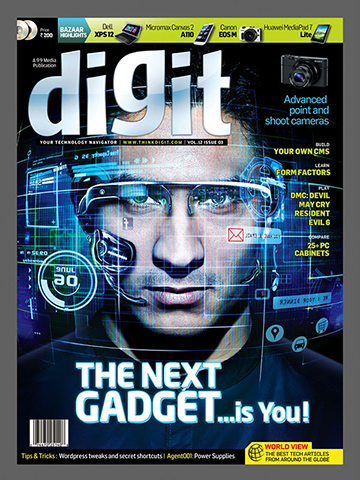 Price
₹200
BAZAAR
HIGHLIGHTS
Dell
XPS 12
Micromax Canvas 2
A110
Canon
EOS M
Huawei MediaPad 7
Lite
A 9.9 Media
Publication
digit
YOUR TECHNOLOGY NAVIGATOR | WWW.THINKDIGIT.COM | VOL.12 ISSUE 03
Advanced
point and
shoot cameras
BUILD
YOUR OWN CMS
LEARN
FORM FACTORS
PLAY
DMC: DEVIL
MAY CRY
RESIDENT
EVIL 6
COMPARE
25+ PC
CABINETS
THE NEXT
GADGET...is You!
WORLD VIEW
THE BEST TECH ARTICLES
FROM AROUND THE GLOBE
Tips & Tricks : Wordpress tweaks and secret shortcuts | Agent001: Power Supplies